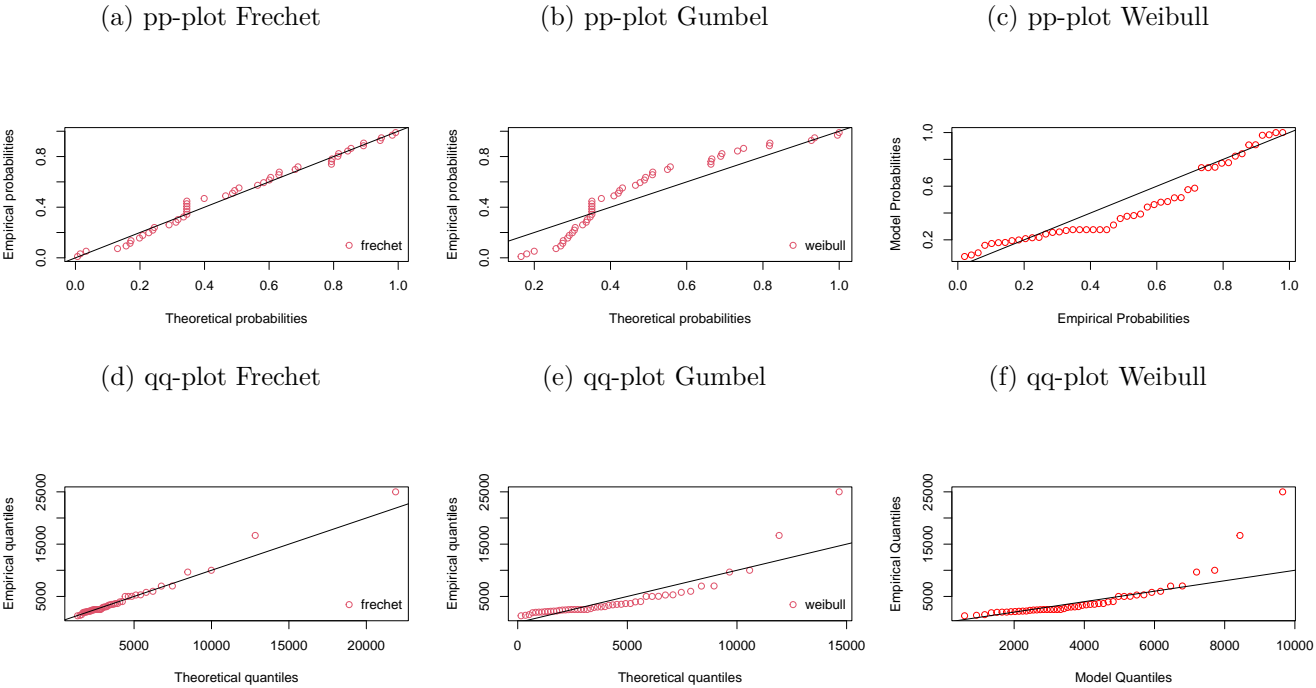 (a) pp-plot Frechet
(b) pp-plot Gumbel
(c) pp-plot Weibull
Empirical probabilities
0.0 0.4 0.8
frechet
0.0 0.2 0.4 0.6 0.8 1.0
Theoretical probabilities
Empirical probabilities
0.0 0.4 0.8
weibull
0.2 0.4 0.6 0.8 1.0
Theoretical probabilities
Model Probabilities
0.2 0.6 1.0
0.0 0.2 0.4 0.6 0.8 1.0
Empirical Probabilities
(d) qq-plot Frechet
(e) qq-plot Gumbel
(f) qq-plot Weibull
Empirical quantiles
5000 15000 25000
frechet
5000 10000 15000 20000
Theoretical quantiles
Empirical quantiles
5000 15000 25000
weibull
0 5000 10000 15000
Theoretical quantiles
Empirical Quantiles
5000 15000 25000
2000 4000 6000 8000 10000
Model Quantiles